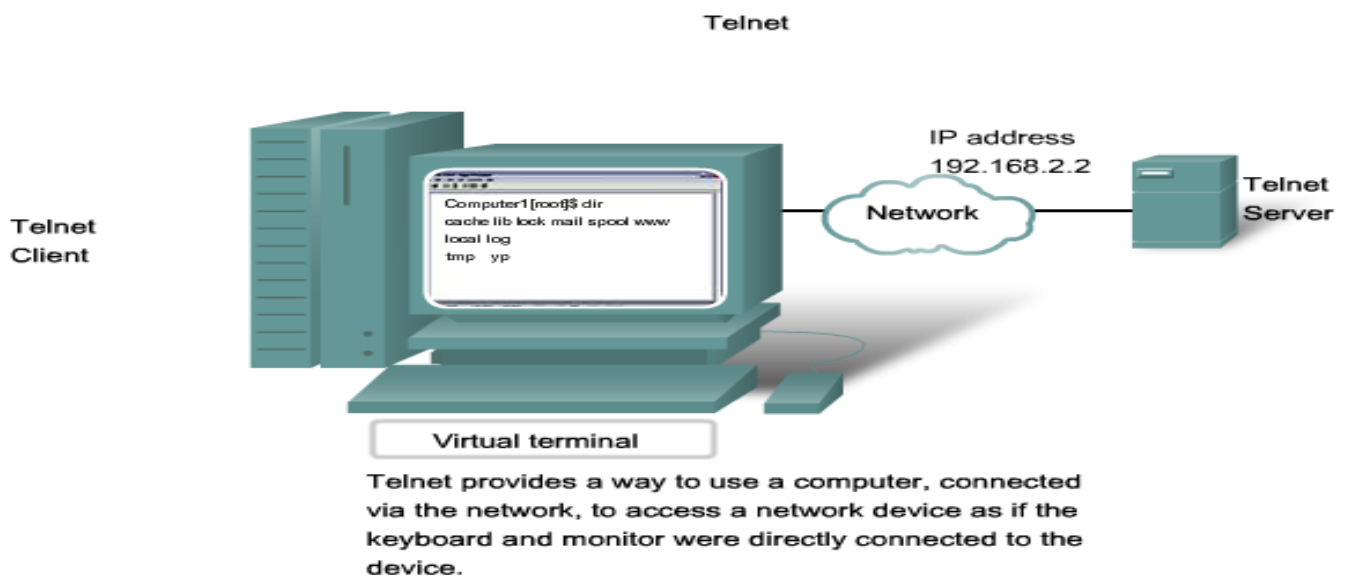 Telnet
IP address
192.168.2.2
Telnet
Server
Network
Telnet
Client
Computer1[root]$ dir
cache lib lock mail spool www
local log
tmp yp
Virtual terminal
Telnet provides a way to use a computer, connected
via the network, to access a network device as if the
keyboard and monitor were directly connected to the
device.